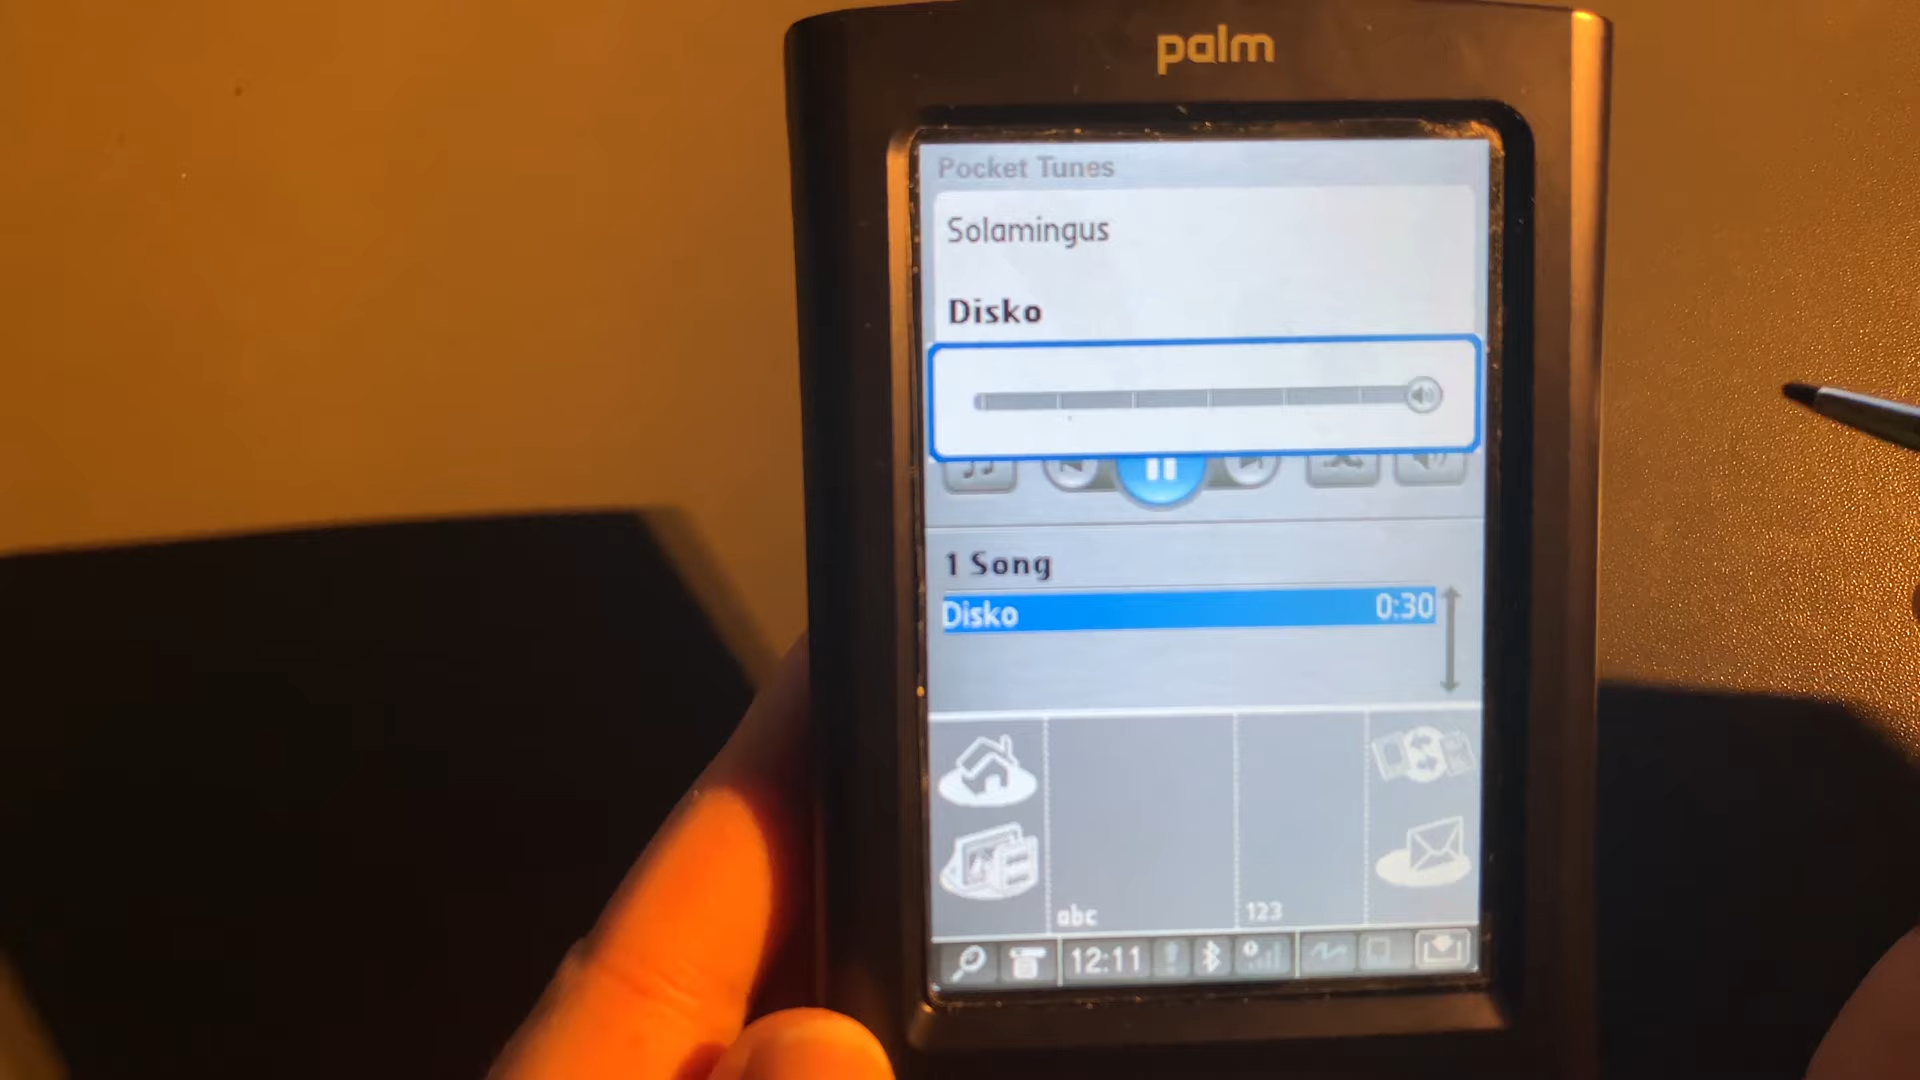 palm
Pocket Tunes
Solamingus
Disko
1 Song
Disko 0:30
abc 123
12:11